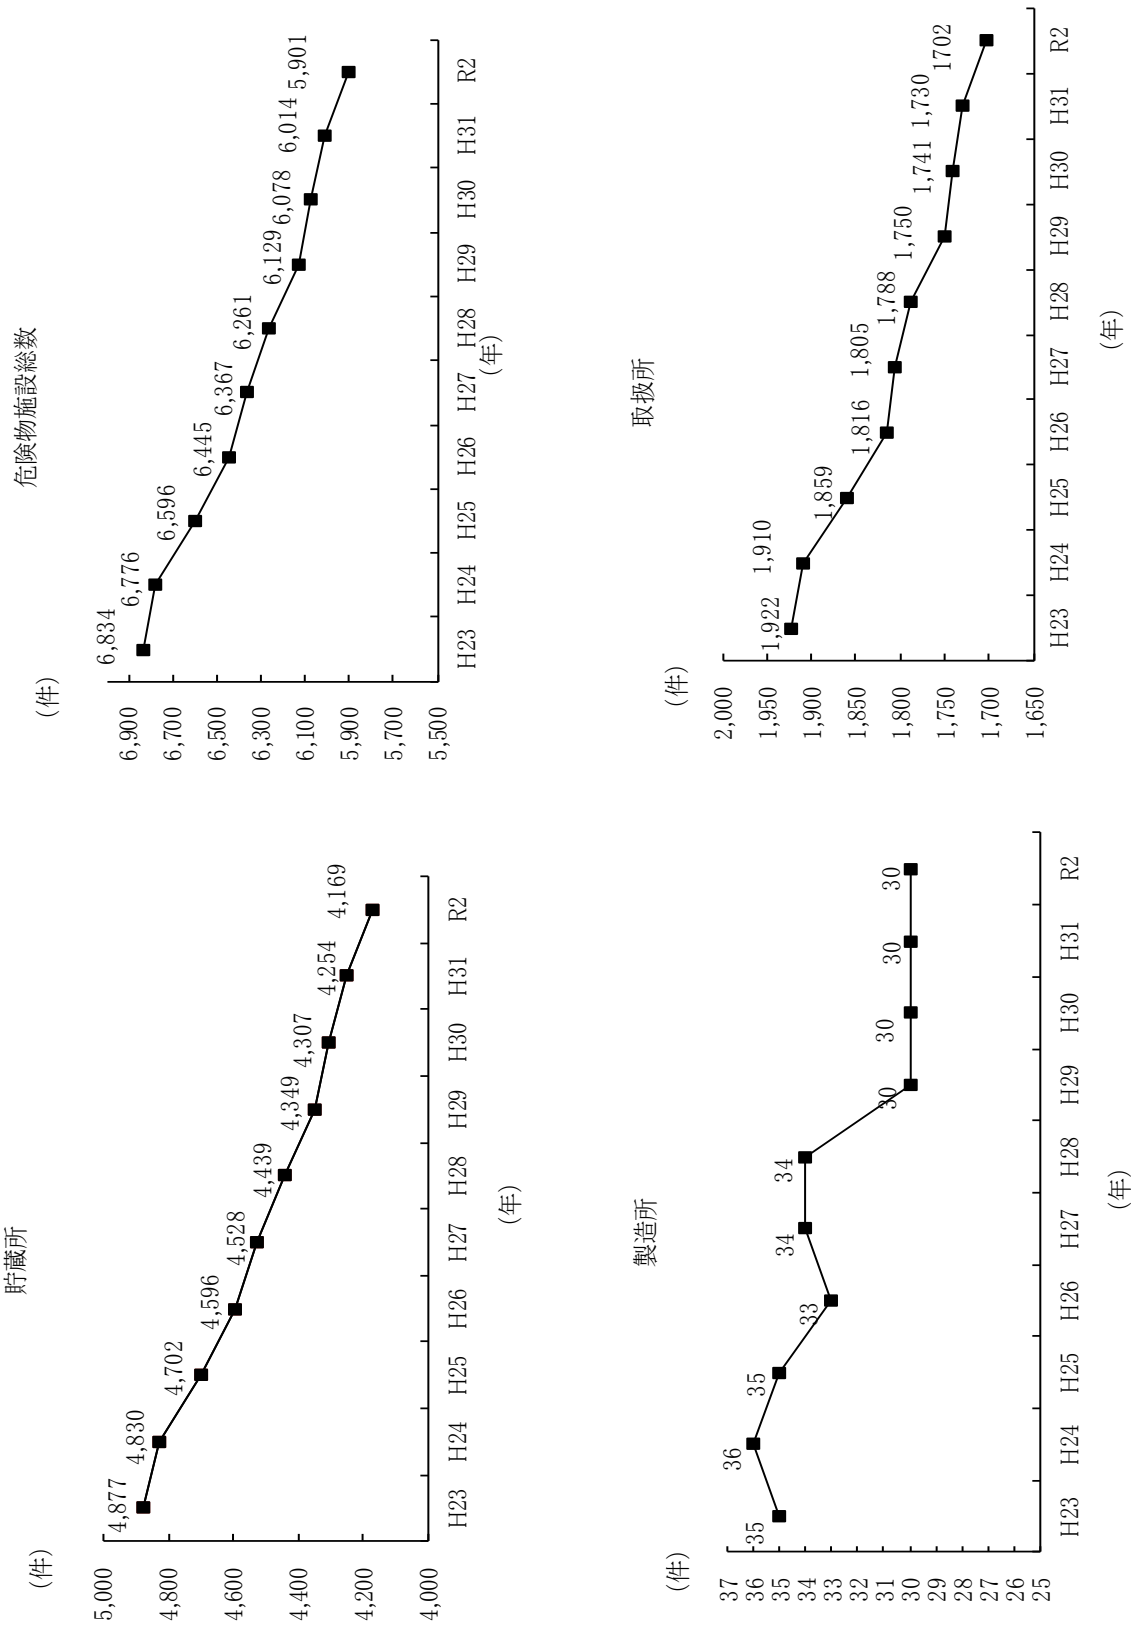 危険物施設総数
(件)
6,900
6,700
6,500
6,300
6,100
5,900
5,700
5,500
6,834
6,776
6,596
6,445
6,367
6,261
6,129
6,078
6,014
5,901
H23
H24
H25
H26
H27
H28
H29
H30
H31
R2
(年)
取扱所
(件)
2,000
1,950
1,900
1,850
1,800
1,750
1,700
1,650
1,922
1,910
1,859
1,816
1,805
1,788
1,750
1,741
1,730
1702
H23
H24
H25
H26
H27
H28
H29
H30
H31
R2
(年)
貯蔵所
(件)
5,000
4,800
4,600
4,400
4,200
4,000
4,877
4,830
4,702
4,596
4,528
4,439
4,349
4,307
4,254
4,169
H23
H24
H25
H26
H27
H28
H29
H30
H31
R2
(年)
製造所
(件)
37
36
35
34
33
32
31
30
29
28
27
26
25
35
36
35
33
34
34
30
30
30
30
H23
H24
H25
H26
H27
H28
H29
H30
H31
R2
(年)